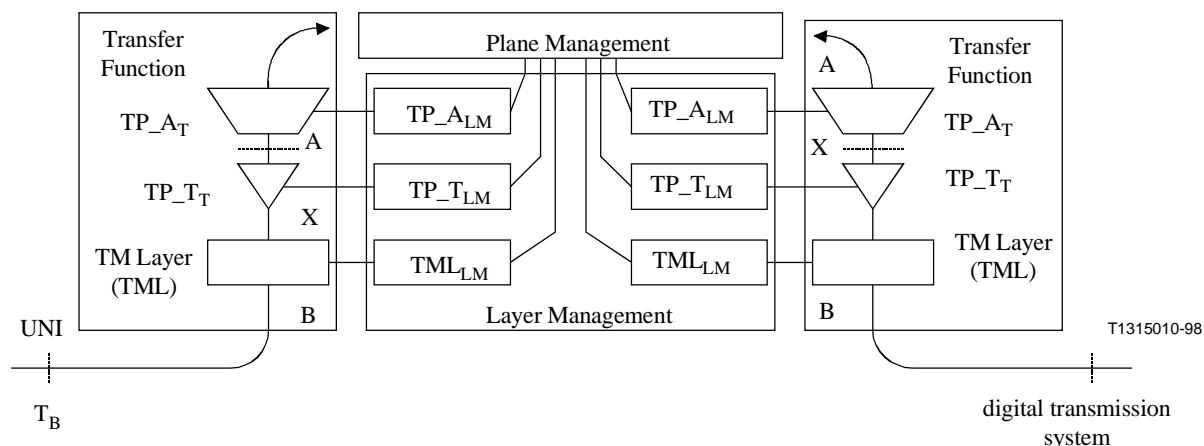 Transfer
Function
Plane Management
Transfer
Function
A
TP_A_LM
TP_A_LM
TP_A_T
A
X
TP_A_T
TP_T_T
TP_T_LM
TP_T_LM
TP_T_T
X
TM Layer
(TML)
TML_LM
TML_LM
TM Layer
(TML)
B
Layer Management
B
UNI
T1315010-98
T_B
digital transmission
system